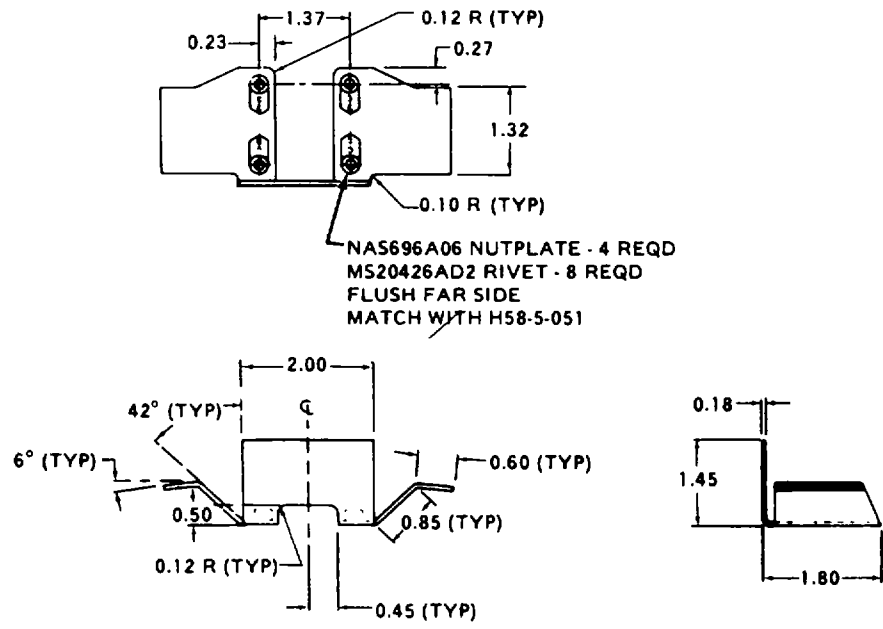 1.37
0.12 R (TYP)
0.23
0.27
1.32
0.10 R (TYP)
NAS696A06 NUTPLATE - 4 REQD
MS20426AD2 RIVET - 8 REQD
FLUSH FAR SIDE
MATCH WITH H58-5-051
2.00
42° (TYP)
℄
0.18
6° (TYP)
0.60 (TYP)
1.45
0.50
0.85 (TYP)
0.12 R (TYP)
1.80
0.45 (TYP)